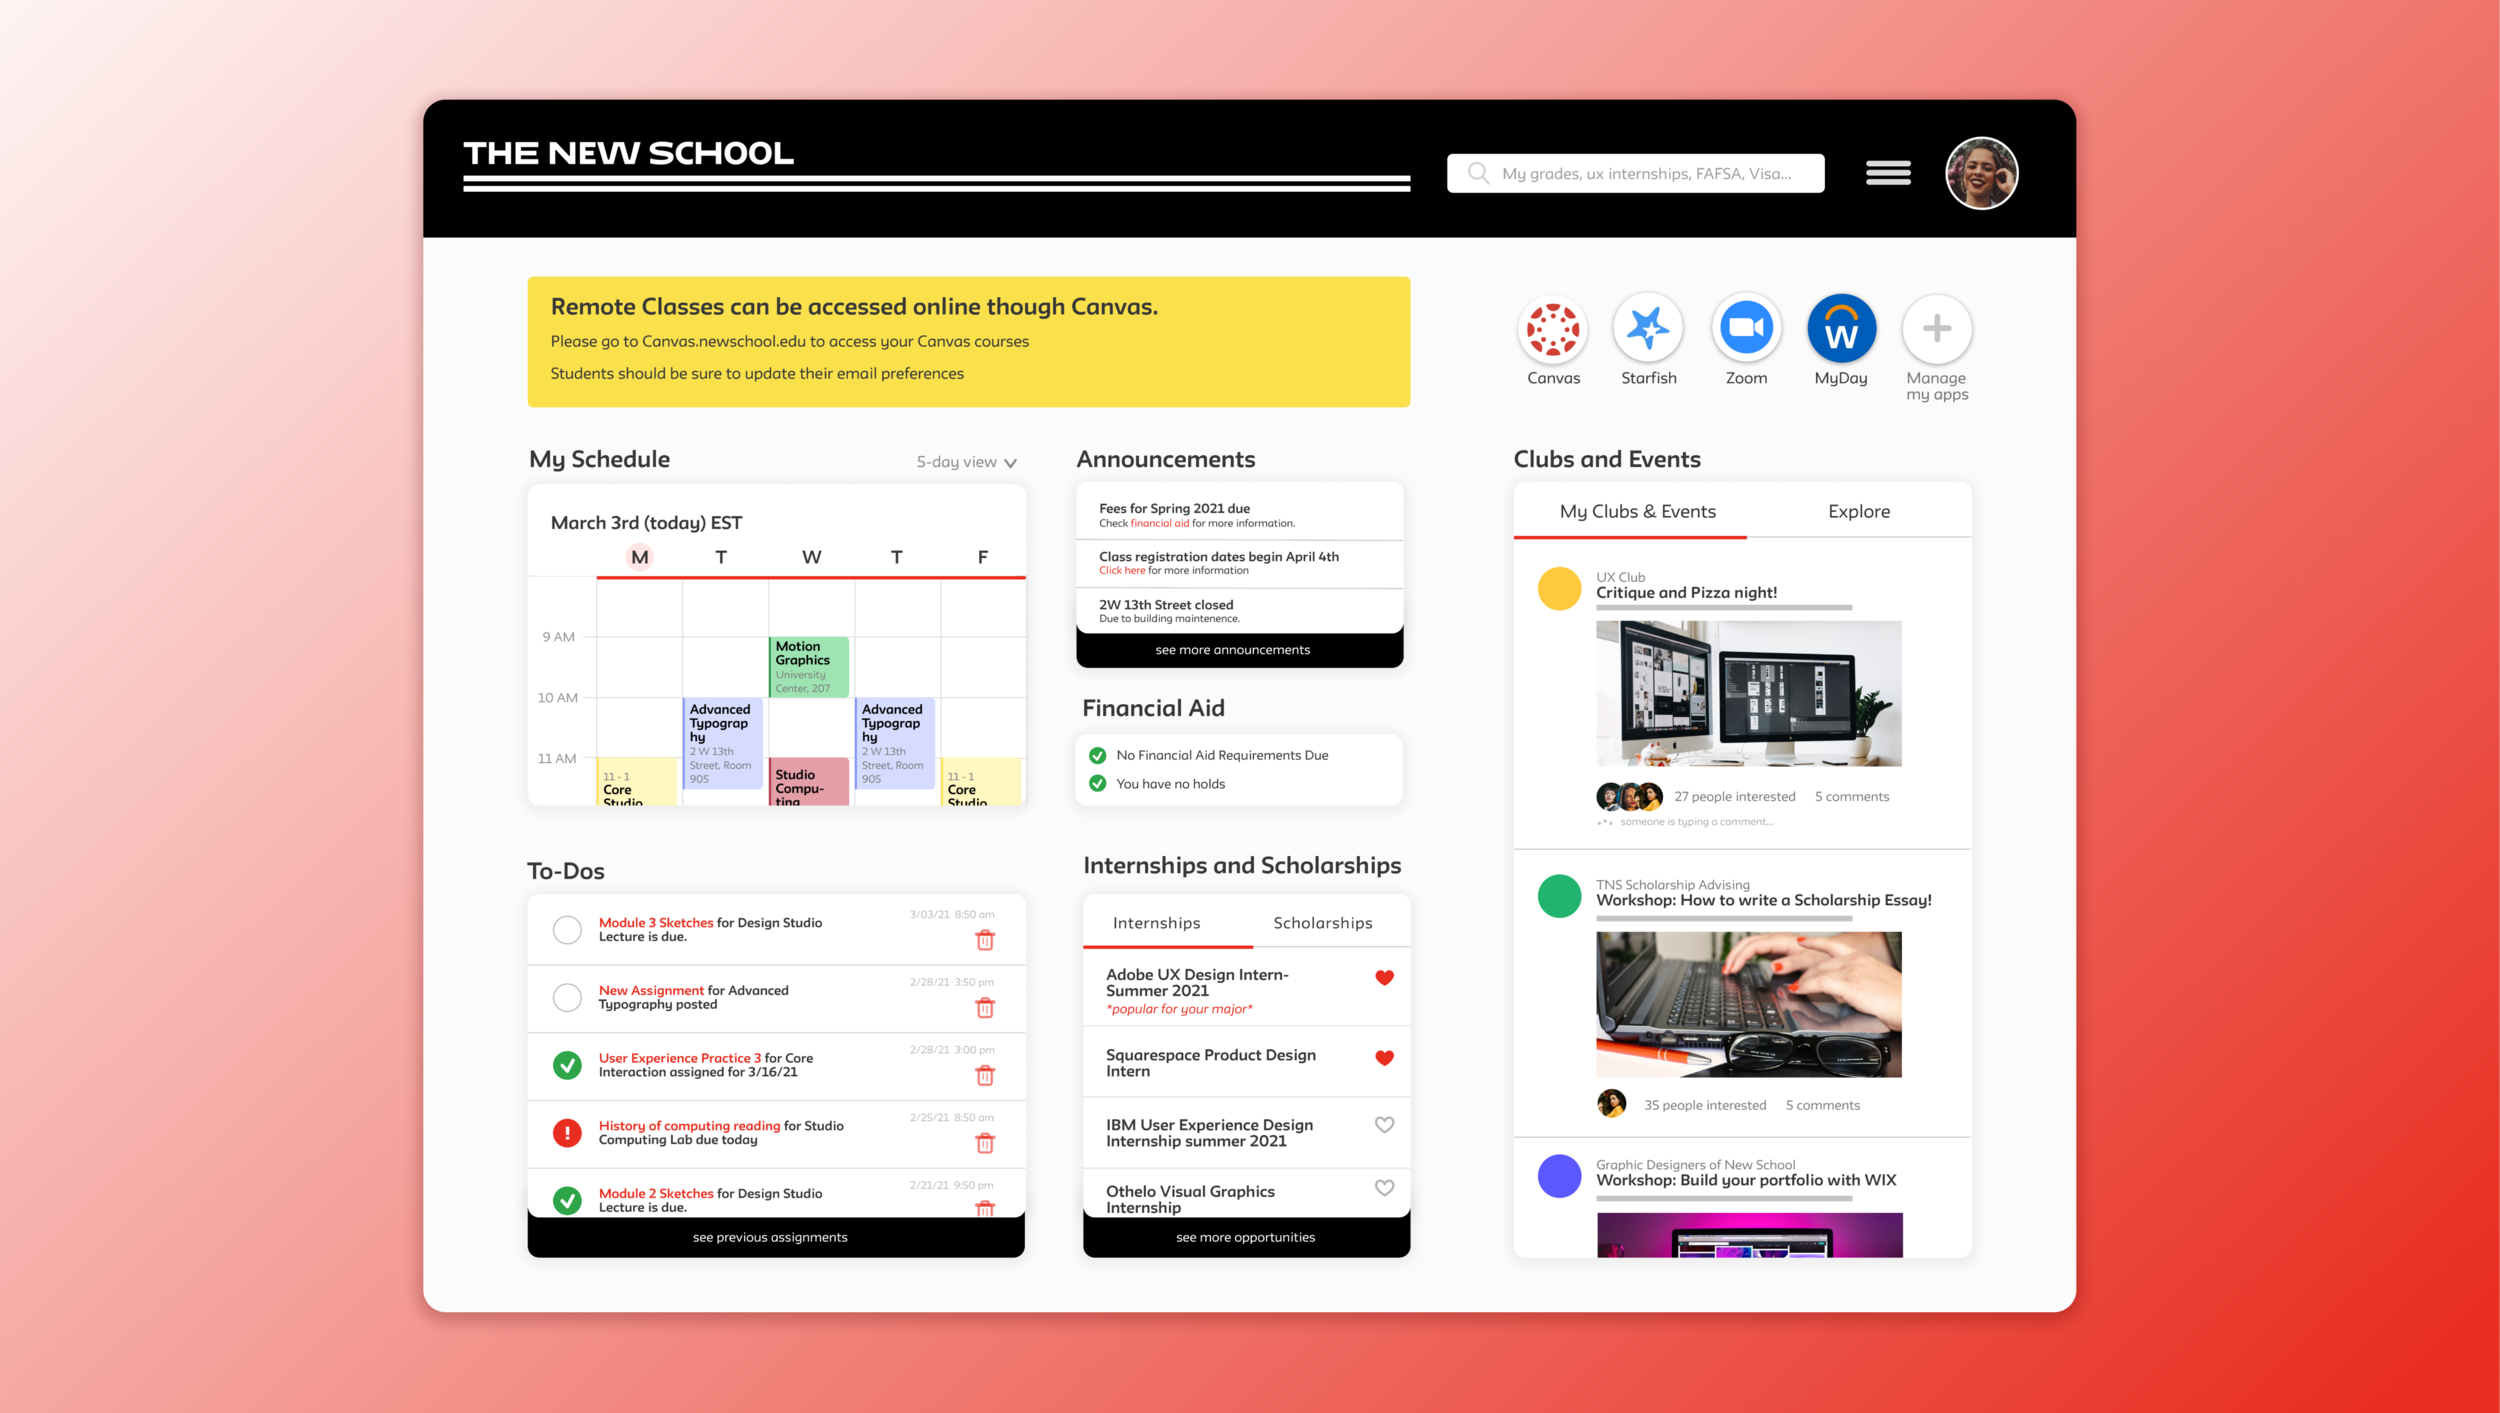 THE NEW SCHOOL
My grades, ux internships, FAFSA, Visa...
Remote Classes can be accessed online though Canvas.
Please go to Canvas.newschool.edu to access your Canvas courses
Students should be sure to update their email preferences
Canvas
Starfish
Zoom
W
MyDay
Manage
my apps
My Schedule
5-day view
March 3rd (today) EST
M
T
W
T
F
9 AM
10 AM
11 AM
Motion
Graphics
University
Center, 207
Advanced
Typograp
hy
2 W 13th
Street, Room
905
Advanced
Typograp
hy
2 W 13th
Street, Room
905
11 - 1
Core
Studio
Studio
Compu-
ting
11 - 1
Core
Studio
Announcements
Fees for Spring 2021 due
Check financial aid for more information.
Class registration dates begin April 4th
Click here for more information
2W 13th Street closed
Due to building maintenence.
see more announcements
Financial Aid
No Financial Aid Requirements Due
You have no holds
Clubs and Events
My Clubs & Events
Explore
UX Club
Critique and Pizza night!
27 people interested
5 comments
someone is typing a comment...
TNS Scholarship Advising
Workshop: How to write a Scholarship Essay!
35 people interested
5 comments
Graphic Designers of New School
Workshop: Build your portfolio with WIX
To-Dos
Module 3 Sketches for Design Studio
Lecture is due.
3/03/21 8:50 am
New Assignment for Advanced
Typography posted
2/28/21 3:50 pm
User Experience Practice 3 for Core
Interaction assigned for 3/16/21
2/28/21 3:00 pm
!
History of computing reading for Studio
Computing Lab due today
2/25/21 8:50 am
Module 2 Sketches for Design Studio
Lecture is due.
2/21/21 9:50 pm
see previous assignments
Internships and Scholarships
Internships
Scholarships
Adobe UX Design Intern-
Summer 2021
*popular for your major*
Squarespace Product Design
Intern
IBM User Experience Design
Internship summer 2021
Othelo Visual Graphics
Internship
see more opportunities